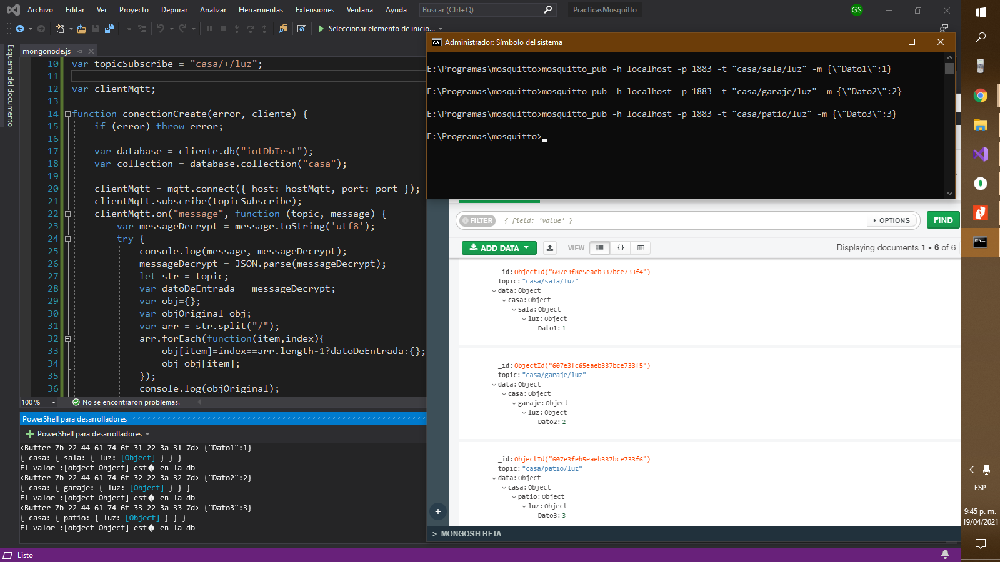 Archivo Editar Ver Proyecto Depurar Analizar Herramientas Extensiones Ventana Ayuda Buscar (Ctrl+Q) PracticasMosquitto GS
Seleccionar elemento de inicio...
Esquema del documento
mongonode.js
10 var topicSubscribe = "casa/+/luz";
11
12 var clientMqtt;
13
14 function conectionCreate(error, cliente) {
15 if (error) throw error;
16
17 var database = cliente.db("iotDbTest");
18 var collection = database.collection("casa");
19
20 clientMqtt = mqtt.connect({ host: hostMqtt, port: port });
21 clientMqtt.subscribe(topicSubscribe);
22 clientMqtt.on("message", function (topic, message) {
23 var messageDecrypt = message.toString('utf8');
24 try {
25 console.log(message, messageDecrypt);
26 messageDecrypt = JSON.parse(messageDecrypt);
27 let str = topic;
28 var datoDeEntrada = messageDecrypt;
29 var obj={};
30 var objOriginal=obj;
31 var arr = str.split("/");
32 arr.forEach(function(item,index){
33 obj[item]=index==arr.length-1?datoDeEntrada:{};
34 obj=obj[item];
35 });
36 console.log(objOriginal);
100 % No se encontraron problemas.
PowerShell para desarrolladores
PowerShell para desarrolladores
<Buffer 7b 22 44 61 74 6f 31 22 3a 31 7d> {"Dato1":1}
{ casa: { sala: { luz: [Object] } } }
El valor :[object Object] est� en la db
<Buffer 7b 22 44 61 74 6f 32 22 3a 32 7d> {"Dato2":2}
{ casa: { garaje: { luz: [Object] } } }
El valor :[object Object] est� en la db
<Buffer 7b 22 44 61 74 6f 33 22 3a 33 7d> {"Dato3":3}
{ casa: { patio: { luz: [Object] } } }
El valor :[object Object] est� en la db
Listo
Administrador: Símbolo del sistema
E:\Programas\mosquitto>mosquitto_pub -h localhost -p 1883 -t "casa/sala/luz" -m {\"Dato1\":1}
E:\Programas\mosquitto>mosquitto_pub -h localhost -p 1883 -t "casa/garaje/luz" -m {\"Dato2\":2}
E:\Programas\mosquitto>mosquitto_pub -h localhost -p 1883 -t "casa/patio/luz" -m {\"Dato3\":3}
E:\Programas\mosquitto>
FILTER { field: 'value' } OPTIONS FIND
ADD DATA VIEW {} Displaying documents 1 - 6 of 6
_id: ObjectId("607e3f8e5eaeb337bce733f4")
topic: "casa/sala/luz"
data: Object
casa: Object
sala: Object
luz: Object
Dato1: 1
_id: ObjectId("607e3fc65eaeb337bce733f5")
topic: "casa/garaje/luz"
data: Object
casa: Object
garaje: Object
luz: Object
Dato2: 2
_id: ObjectId("607e3feb5eaeb337bce733f6")
topic: "casa/patio/luz"
data: Object
casa: Object
patio: Object
luz: Object
Dato3: 3
>_MONGOSH BETA
ESP
9:45 p. m.
19/04/2021